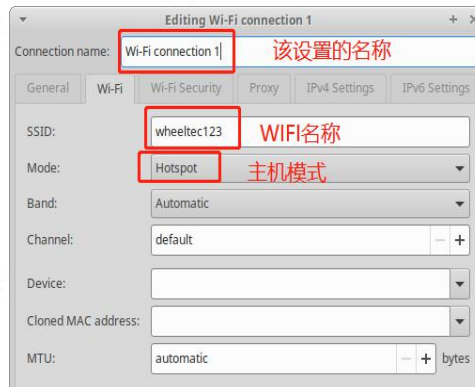 Editing Wi-Fi connection 1
Connection name: Wi-Fi connection 1 该设置的名称
General Wi-Fi Wi-Fi Security Proxy IPv4 Settings IPv6 Settings
SSID: wheeltec123 WIFI名称
Mode: Hotspot 主机模式
Band: Automatic
Channel: default
Device:
Cloned MAC address:
MTU: automatic bytes